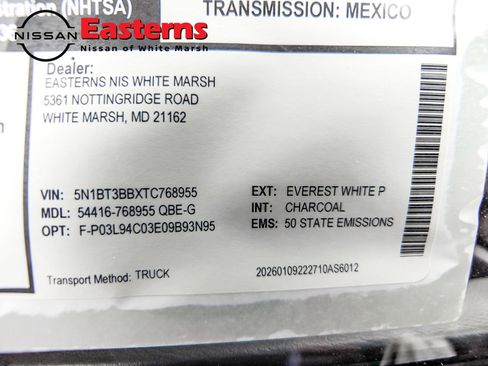 istration (NHTSA)
TRANSMISSION: MEXICO
NISSAN
Easterns
Nissan of White Marsh
Dealer:
EASTERNS NIS WHITE MARSH
5361 NOTTINGRIDGE ROAD
WHITE MARSH, MD 21162
VIN: 5N1BT3BBXTC768955
MDL: 54416-768955 QBE-G
OPT: F-P03L94C03E09B93N95
EXT: EVEREST WHITE P
INT: CHARCOAL
EMS: 50 STATE EMISSIONS
Transport Method: TRUCK
20260109222710AS6012